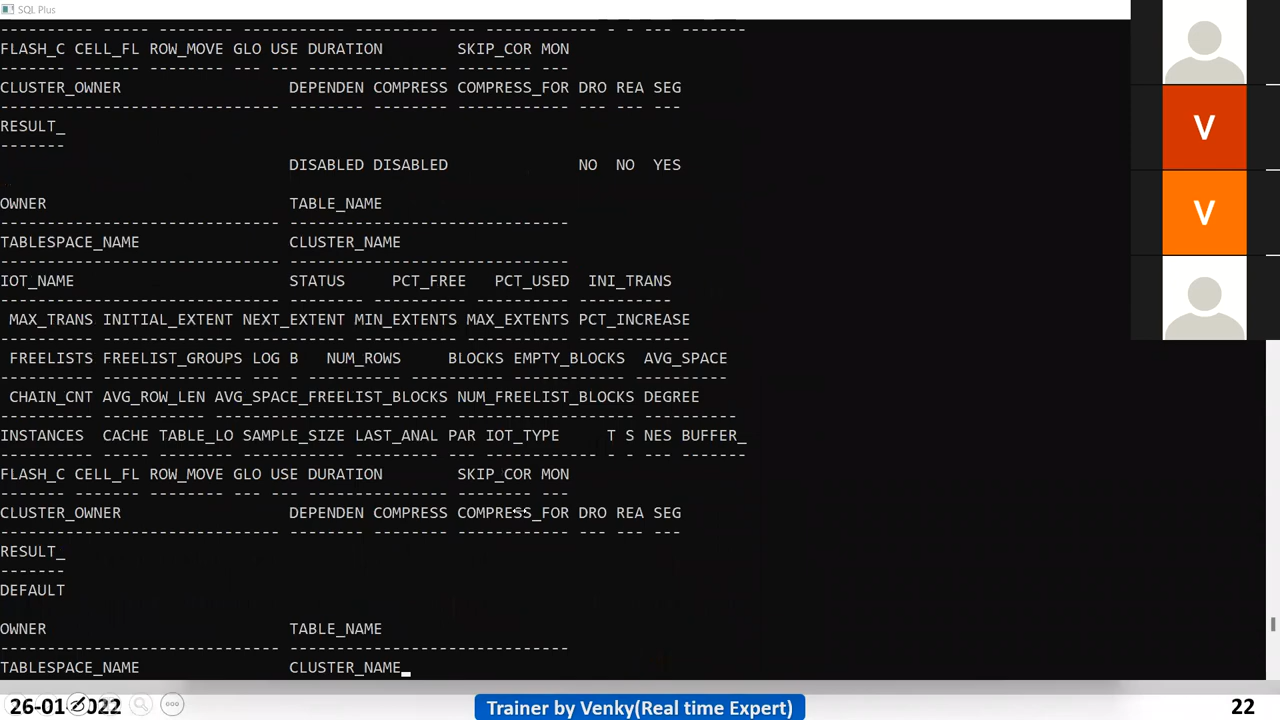 SQL Plus
---------- ----- ---------- ----------- --------- --- ------------ - - --- -------
FLASH_C CELL_FL ROW_MOVE GLO USE DURATION        SKIP_COR MON
------- ------- -------- --- --- --------------- -------- ---
CLUSTER_OWNER                  DEPENDEN COMPRESS COMPRESS_FOR DRO REA SEG
------------------------------ -------- -------- ------------ --- --- ---
RESULT_
-------
                               DISABLED DISABLED              NO  NO  YES
OWNER                          TABLE_NAME
------------------------------ ------------------------------
TABLESPACE_NAME                CLUSTER_NAME
------------------------------ ------------------------------
IOT_NAME                       STATUS     PCT_FREE   PCT_USED  INI_TRANS
------------------------------ -------- ---------- ---------- ----------
 MAX_TRANS INITIAL_EXTENT NEXT_EXTENT MIN_EXTENTS MAX_EXTENTS PCT_INCREASE
---------- -------------- ----------- ----------- ----------- ------------
 FREELISTS FREELIST_GROUPS LOG B   NUM_ROWS     BLOCKS EMPTY_BLOCKS  AVG_SPACE
---------- --------------- --- - ---------- ---------- ------------ ----------
 CHAIN_CNT AVG_ROW_LEN AVG_SPACE_FREELIST_BLOCKS NUM_FREELIST_BLOCKS DEGREE
---------- ----------- ------------------------- ------------------- ----------
INSTANCES  CACHE TABLE_LO SAMPLE_SIZE LAST_ANAL PAR IOT_TYPE     T S NES BUFFER_
---------- ----- -------- ----------- --------- --- ------------ - - --- -------
FLASH_C CELL_FL ROW_MOVE GLO USE DURATION        SKIP_COR MON
------- ------- -------- --- --- --------------- -------- ---
CLUSTER_OWNER                  DEPENDEN COMPRESS COMPRESS_FOR DRO REA SEG
------------------------------ -------- -------- ------------ --- --- ---
RESULT_
-------
DEFAULT
OWNER                          TABLE_NAME
------------------------------ ------------------------------
TABLESPACE_NAME                CLUSTER_NAME
V
V
26-01 2022
Trainer by Venky(Real time Expert)
22